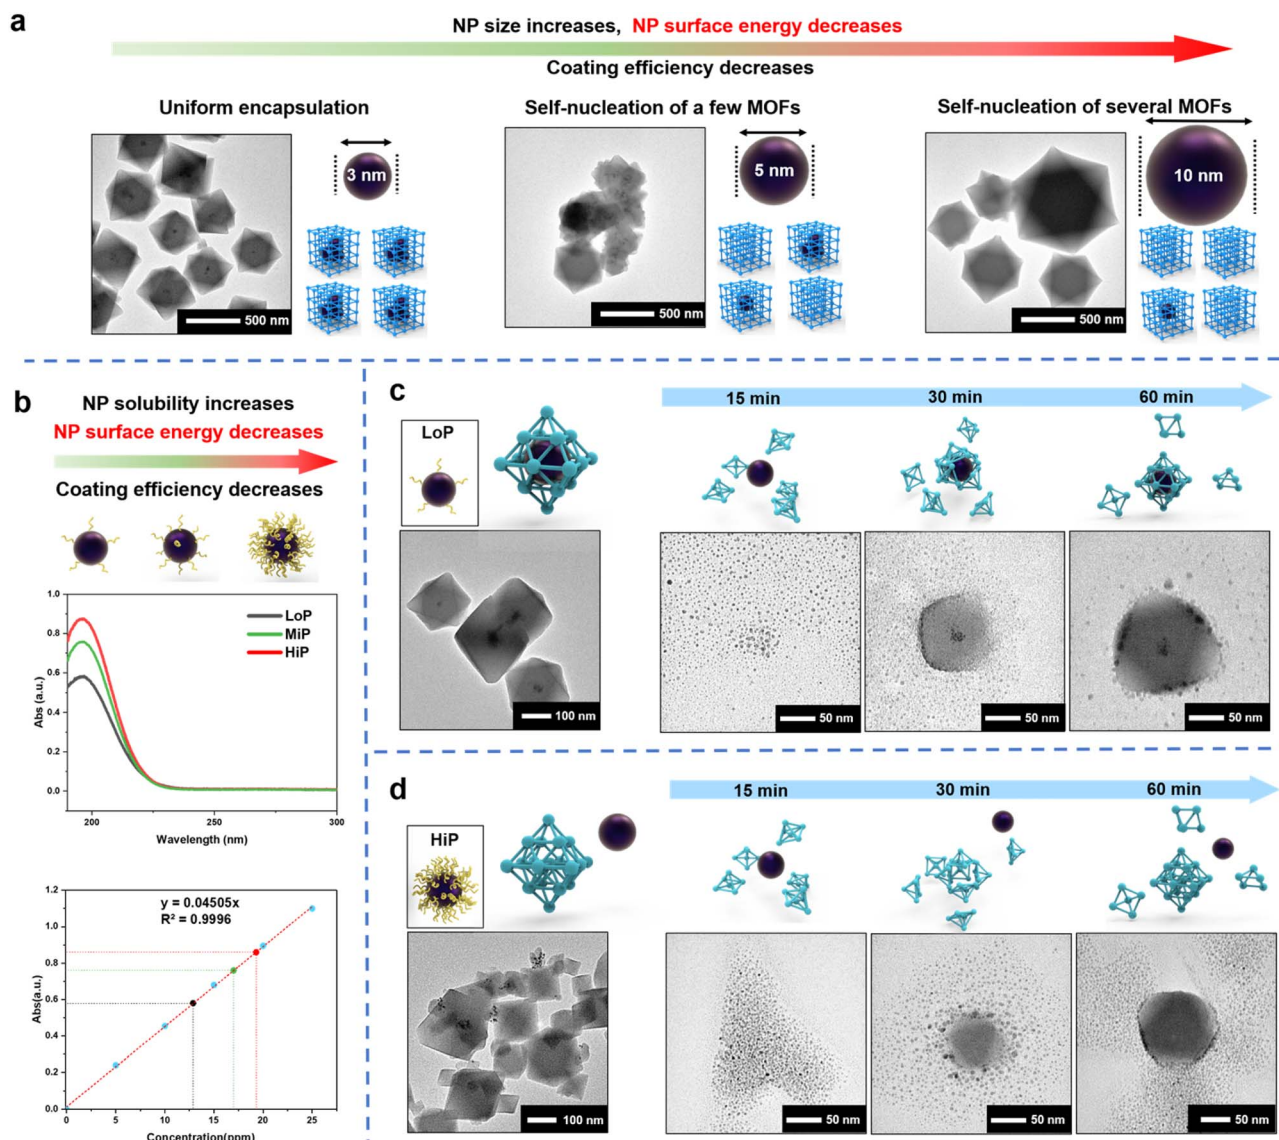 a
NP size increases, NP surface energy decreases
Coating efficiency decreases
Uniform encapsulation
Self-nucleation of a few MOFs
Self-nucleation of several MOFs
3 nm
5 nm
10 nm
500 nm
500 nm
500 nm
b
NP solubility increases
NP surface energy decreases
Coating efficiency decreases
LoP
MiP
HiP
1.0
0.8
0.6
0.4
0.2
0.0
Abs (a.u.)
200
225
250
275
300
Wavelength (nm)
y = 0.04505x
R² = 0.9996
1.2
1.0
0.8
0.6
0.4
0.2
0.0
Abs(a.u.)
0
5
10
15
20
25
Concentration(ppm)
c
15 min
30 min
60 min
LoP
100 nm
50 nm
50 nm
50 nm
d
15 min
30 min
60 min
HiP
100 nm
50 nm
50 nm
50 nm